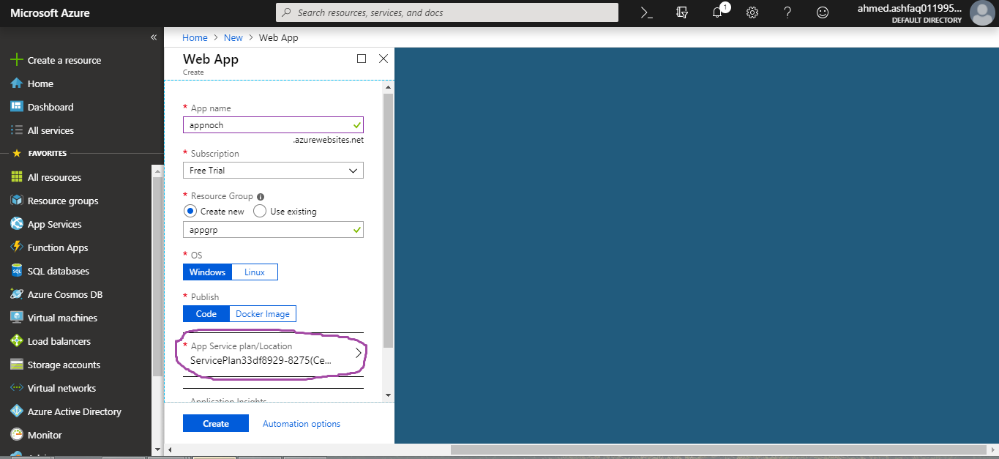 Microsoft Azure
Search resources, services, and docs
1
ahmed.ashfaq011995...
DEFAULT DIRECTORY
Home > New > Web App
Create a resource
Home
Dashboard
All services
FAVORITES
All resources
Resource groups
App Services
Function Apps
SQL databases
Azure Cosmos DB
Virtual machines
Load balancers
Storage accounts
Virtual networks
Azure Active Directory
Monitor
Web App
Create
* App name
appnoch
.azurewebsites.net
* Subscription
Free Trial
* Resource Group
Create new Use existing
appgrp
* OS
Windows Linux
* Publish
Code Docker Image
* App Service plan/Location
ServicePlan33df8929-8275(Ce...
Application Insights
Create Automation options